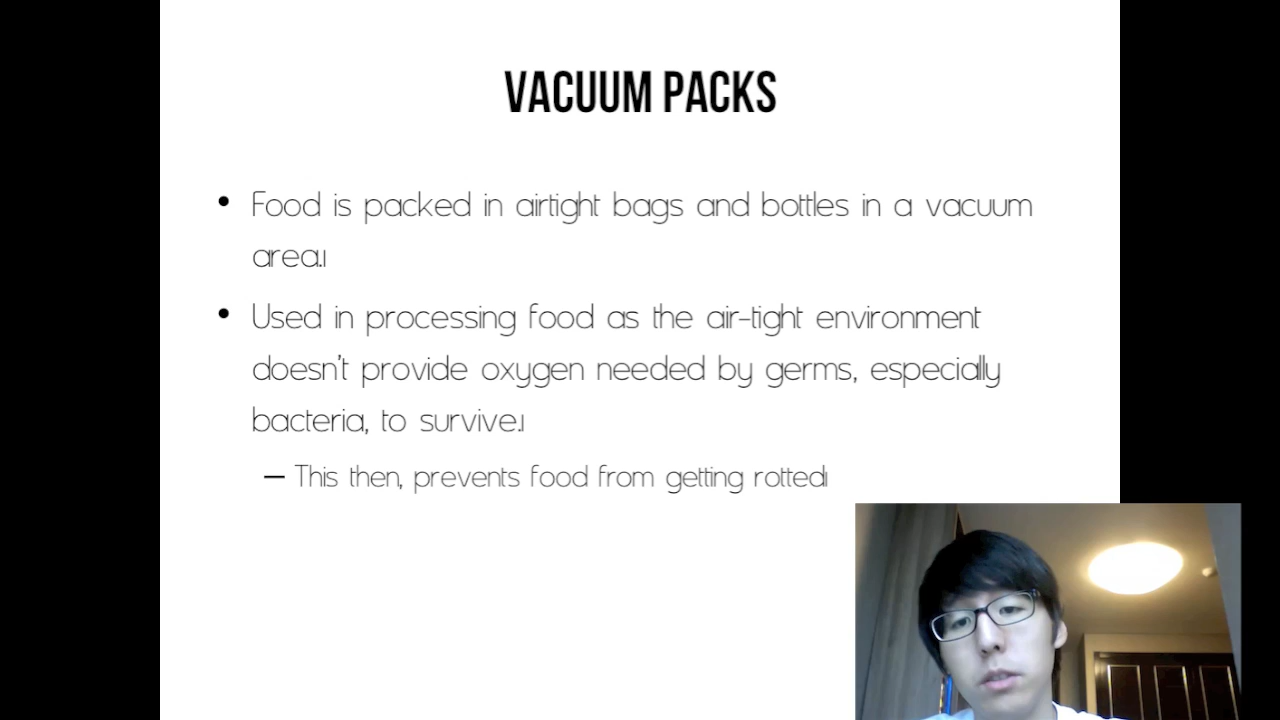 VACUUM PACKS
• Food is packed in airtight bags and bottles in a vacuum
area.
• Used in processing food as the air-tight environment
doesn't provide oxygen needed by germs, especially
bacteria, to survive.
– This then, prevents food from getting rotted